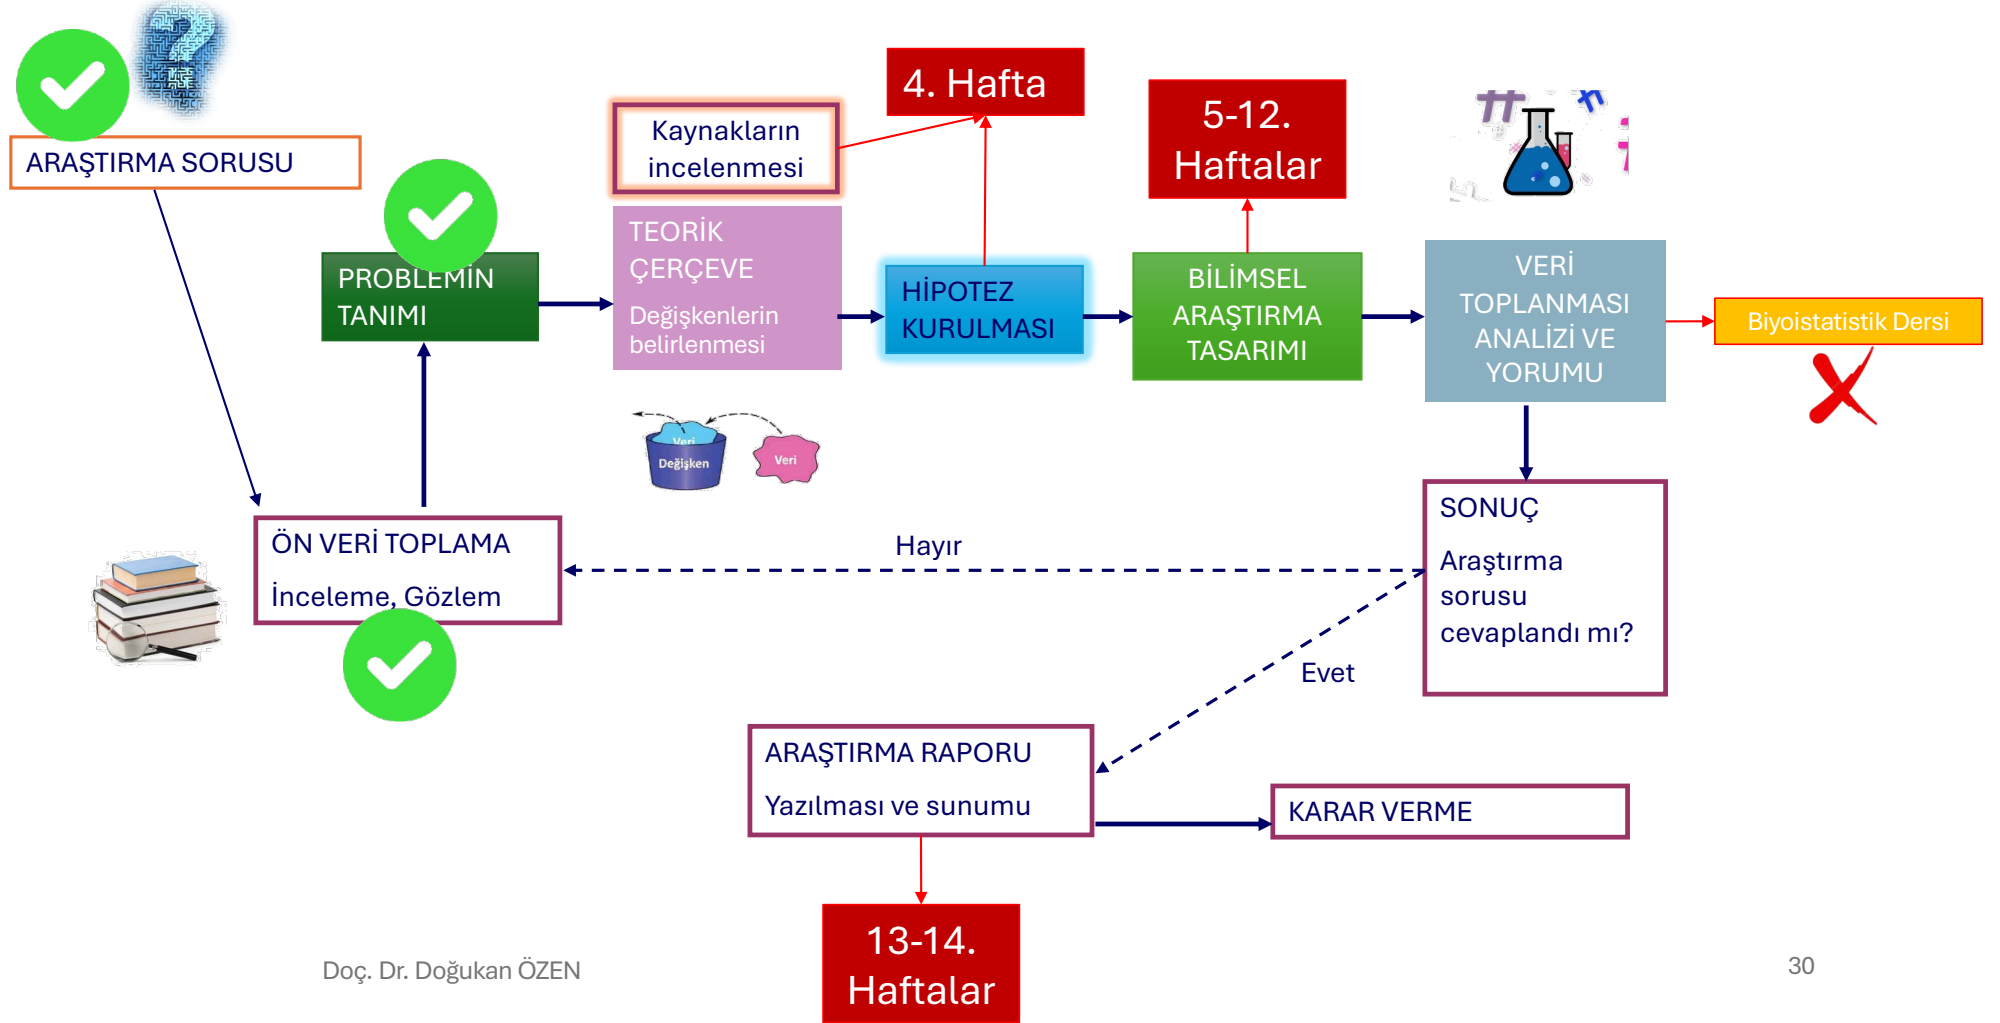 ARAŞTIRMA SORUSU
PROBLEMİN
TANIMI
ÖN VERİ TOPLAMA
İnceleme, Gözlem
Kaynakların
incelenmesi
TEORİK
ÇERÇEVE
Değişkenlerin
belirlenmesi
Veri
Değişken
Veri
4. Hafta
HİPOTEZ
KURULMASI
5-12.
Haftalar
BİLİMSEL
ARAŞTIRMA
TASARIMI
VERİ
TOPLANMASI
ANALİZİ VE
YORUMU
Biyoistatistik Dersi
SONUÇ
Araştırma
sorusu
cevaplandı mı?
Hayır
Evet
ARAŞTIRMA RAPORU
Yazılması ve sunumu
KARAR VERME
13-14.
Haftalar
Doç. Dr. Doğukan ÖZEN
30